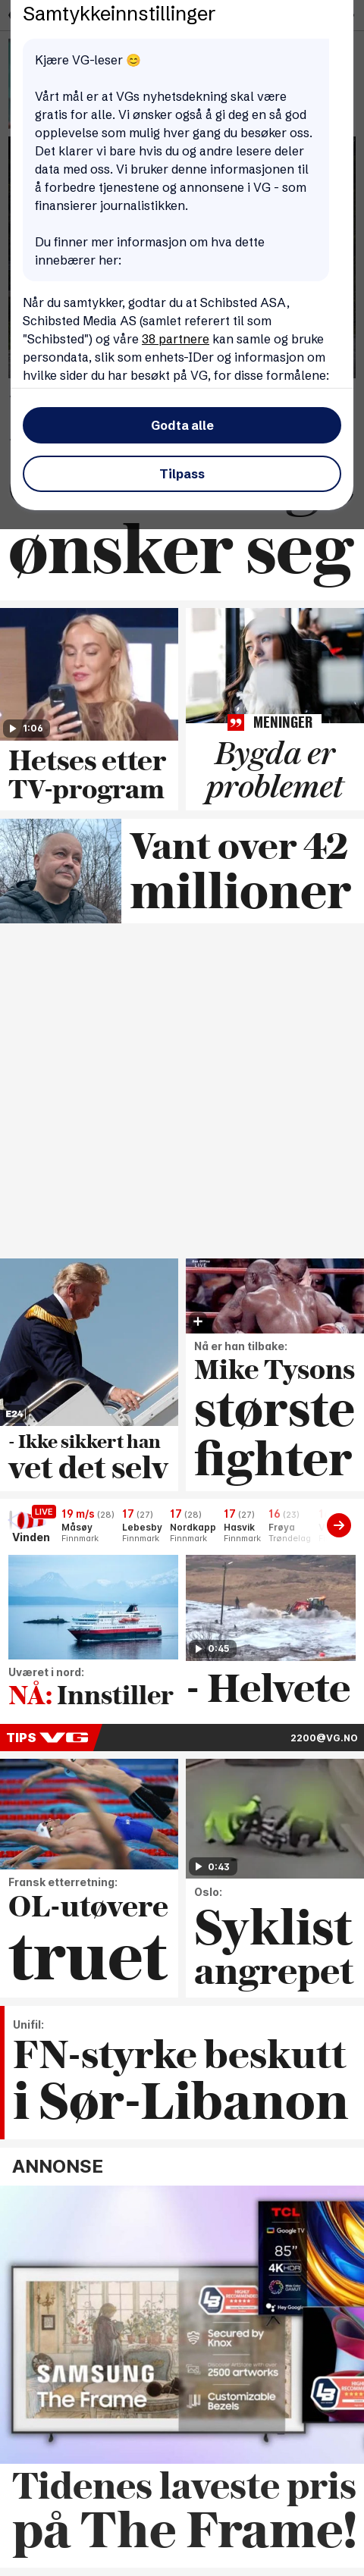 Samtykkeinnstillinger
Kjære VG-leser 😊
Vårt mål er at VGs nyhetsdekning skal være
gratis for alle. Vi ønsker også å gi deg en så god
opplevelse som mulig hver gang du besøker oss.
Det klarer vi bare hvis du og andre lesere deler
data med oss. Vi bruker denne informasjonen til
å forbedre tjenestene og annonsene i VG - som
finansierer journalistikken.
Du finner mer informasjon om hva dette
innebærer her:
Når du samtykker, godtar du at Schibsted ASA,
Schibsted Media AS (samlet referert til som
"Schibsted") og våre 38 partnere kan samle og bruke
persondata, slik som enhets-IDer og informasjon om
hvilke sider du har besøkt på VG, for disse formålene:
Godta alle
Tilpass
ønsker seg
1:06
Hetses etter
TV-program
MENINGER
Bygda er
problemet
Vant over 42
millioner
E24
- Ikke sikkert han
vet det selv
LIVE
Nå er han tilbake:
Mike Tysons
største
fighter
LIVE
Vinden
19 m/s (28)
Måsøy
Finnmark
17 (27)
Lebesby
Finnmark
17 (28)
Nordkapp
Finnmark
17 (27)
Hasvik
Finnmark
16 (23)
Frøya
Trøndelag
Uværet i nord:
NÅ: Innstiller
0:45
- Helvete
TIPS VG
2200@VG.NO
Fransk etterretning:
OL-utøvere
truet
0:43
Oslo:
Syklist
angrepet
Unifil:
FN-styrke beskutt
i Sør-Libanon
ANNONSE
TCL
Google TV
85”
4K HDR
Hey Google
HIGHLY
RECOMMENDED
LB
SAMSUNG
The Frame
Secured by
Knox
2500 artworks
Customizable
Bezels
LB
Tidenes laveste pris
på The Frame!